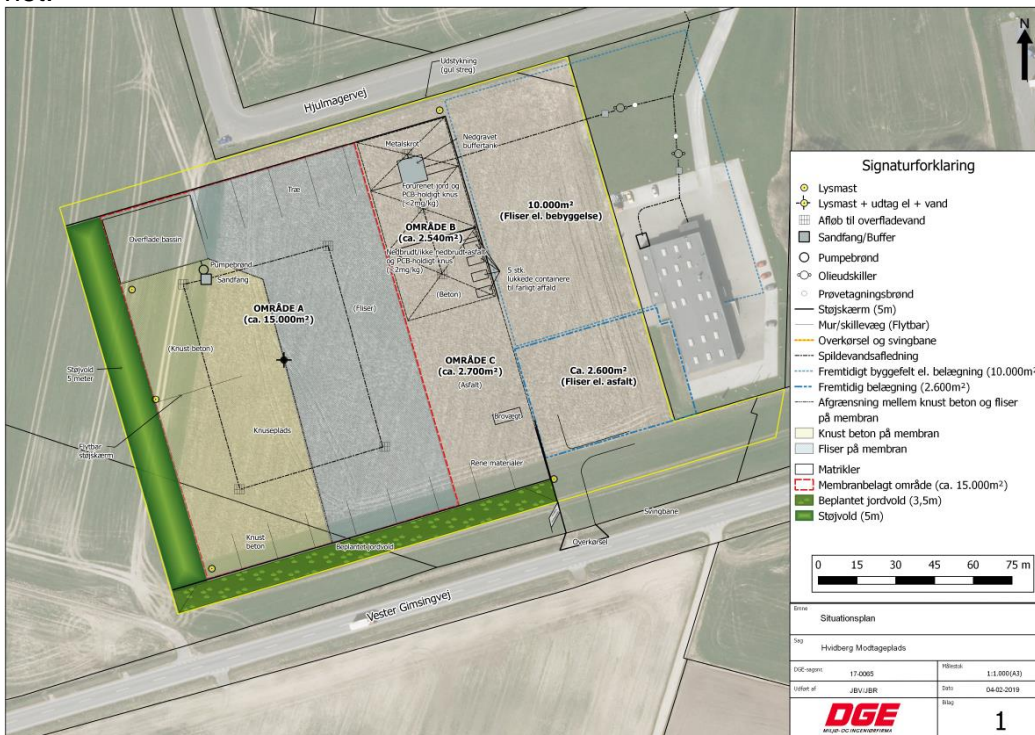 N
Hjulmagervej
Udstykning
(gul streg)
Metalskrot
Nedgravet
buffertank
Træ
Forurenet jord og
PCB-holdigt knus
(<2mg/kg)
10.000m²
(Fliser el. bebyggelse)
OMRÅDE B
(ca. 2.540m²)
Overflade bassin
Nedbrudt/ikke nedbrudt-asfalt
og PCB-holdigt knus
(<2mg/kg)
Pumpebrønd
Sandfang
5 stk.
lukkede containere
til farligt affald
(Beton)
OMRÅDE A
(ca. 15.000m²)
(Fliser)
(Knust beton)
OMRÅDE C
(ca. 2.700m²)
(Asfalt)
Ca. 2.600m²
(Fliser el. asfalt)
Støjvold
5 meter
Brovægt
Knuseplads
Flytbar
støjskærm
Rene materialer
Knust
beton
Beplantet jordvold
Svingbane
Overkørsel
Vester Gimsingvej
Signaturforklaring
Lysmast
Lysmast + udtag el + vand
Afløb til overfladevand
Sandfang/Buffer
Pumpebrønd
Olieudskiller
Prøvetagningsbrønd
Støjskærm (5m)
Mur/skillevæg (Flytbar)
Overkørsel og svingbane
Spildevandsafledning
Fremtidigt byggefelt el. belægning (10.000m²
Fremtidig belægning (2.600m²)
Afgrænsning mellem knust beton og fliser
på membran
Knust beton på membran
Fliser på membran
Matrikler
Membranbelagt område (ca. 15.000m²)
Beplantet jordvold (3,5m)
Støjvold (5m)
0 15 30 45 60 75 m
Emne
Situationsplan
Sag
Hvidberg Modtageplads
DGE-sagsnr.
17-0065
Målestok
1:1.000(A3)
Udført af
JBV/JBR
Dato
04-02-2019
DGE
MILJØ- OG INGENIØRFIRMA
Bilag
1